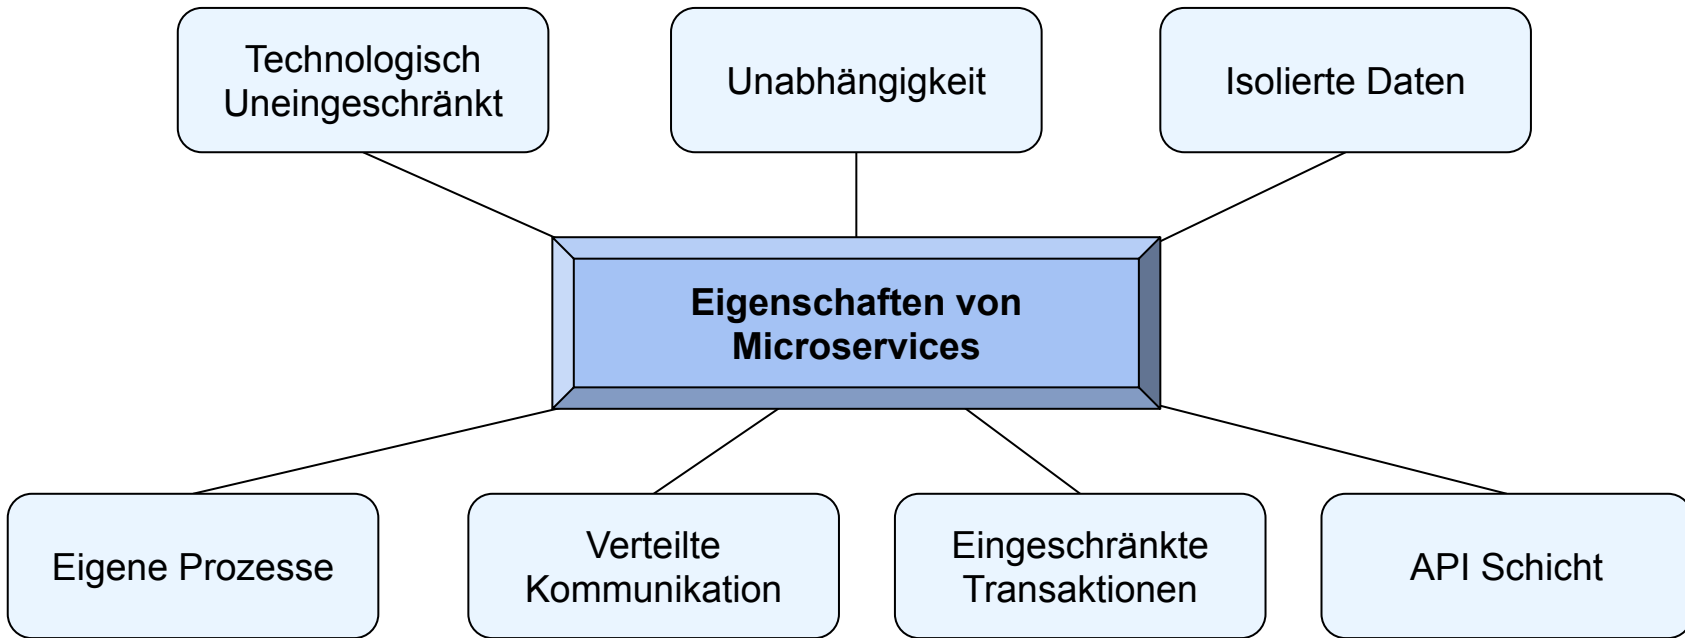 Technologisch
Uneingeschränkt
Unabhängigkeit
Isolierte Daten
Eigenschaften von
Microservices
Eigene Prozesse
Verteilte
Kommunikation
Eingeschränkte
Transaktionen
API Schicht